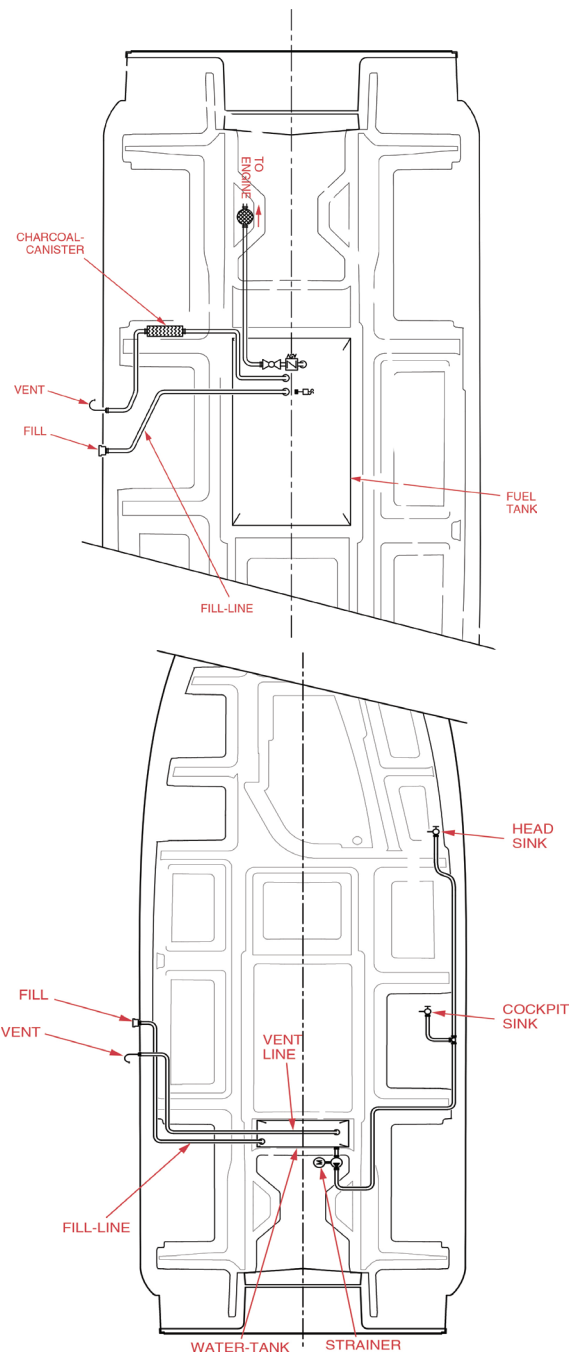 TO
ENGINE
CHARCOAL-
CANISTER
ASV
VENT
FILL
FUEL
TANK
FILL-LINE
HEAD
SINK
FILL
VENT
COCKPIT
SINK
VENT
LINE
FILL-LINE
M
WATER-TANK
STRAINER